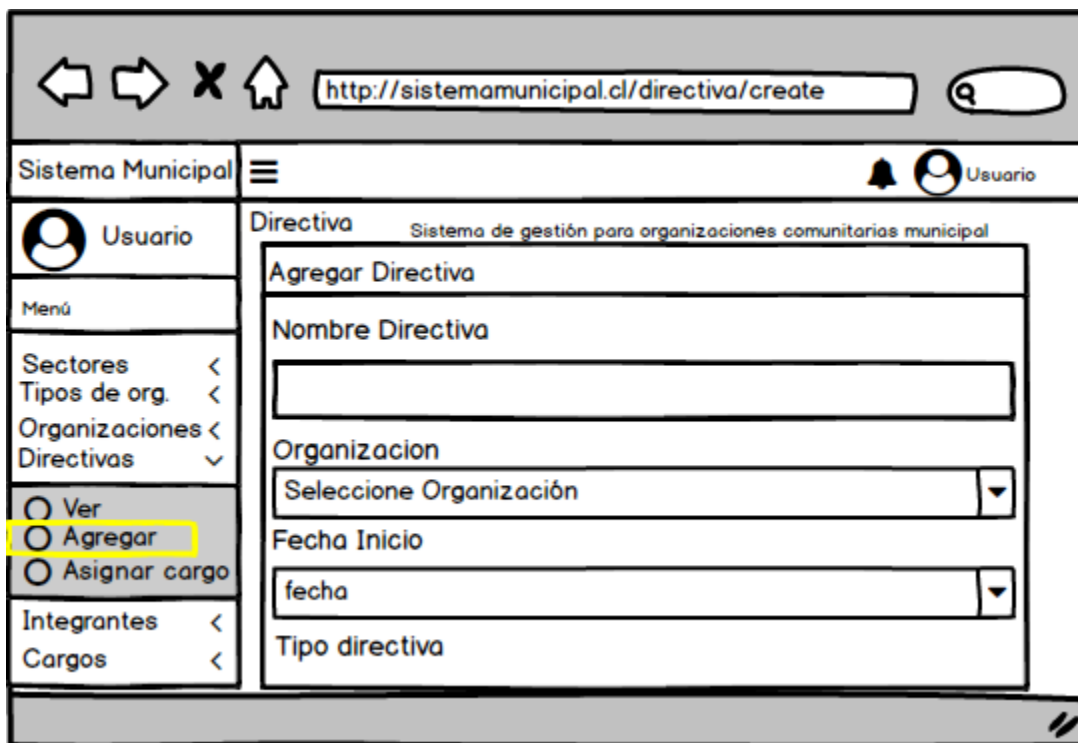 http://sistemamunicipal.cl/directiva/create
Sistema Municipal
Usuario
Usuario
Menú
Sectores
Tipos de org.
Organizaciones
Directivas
Ver
Agregar
Asignar cargo
Integrantes
Cargos
Directiva
Sistema de gestión para organizaciones comunitarias municipal
Agregar Directiva
Nombre Directiva
Organizacion
Seleccione Organización
Fecha Inicio
fecha
Tipo directiva